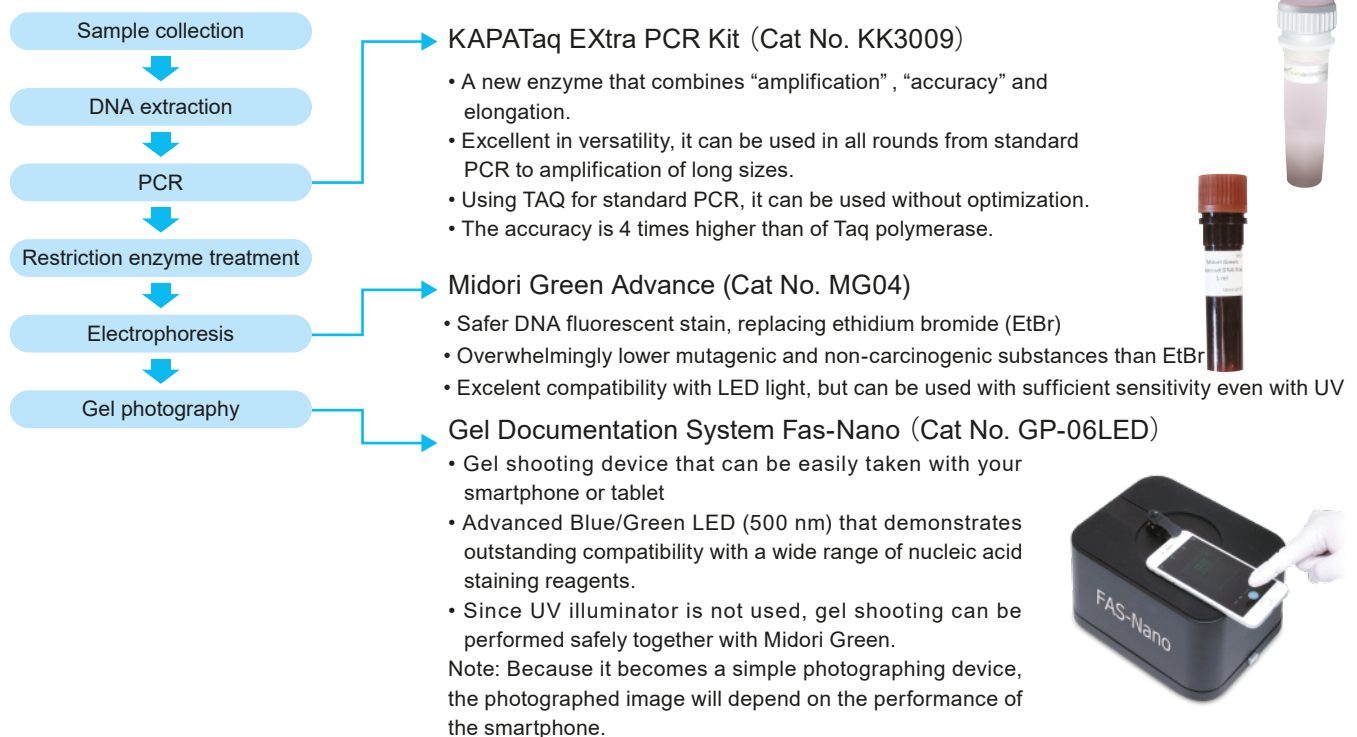 Sample collection
DNA extraction
PCR
Restriction enzyme treatment
Electrophoresis
Gel photography
KAPATaq EXtra PCR Kit（Cat No. KK3009）
• A new enzyme that combines “amplification” , “accuracy” and
elongation.
• Excellent in versatility, it can be used in all rounds from standard
PCR to amplification of long sizes.
• Using TAQ for standard PCR, it can be used without optimization.
• The accuracy is 4 times higher than of Taq polymerase.
Midori Green Advance (Cat No. MG04)
• Safer DNA fluorescent stain, replacing ethidium bromide (EtBr)
• Overwhelmingly lower mutagenic and non-carcinogenic substances than EtBr
• Excelent compatibility with LED light, but can be used with sufficient sensitivity even with UV
Gel Documentation System Fas-Nano（Cat No. GP-06LED）
• Gel shooting device that can be easily taken with your
smartphone or tablet
• Advanced Blue/Green LED (500 nm) that demonstrates
outstanding compatibility with a wide range of nucleic acid
staining reagents.
• Since UV illuminator is not used, gel shooting can be
performed safely together with Midori Green.
Note: Because it becomes a simple photographing device,
the photographed image will depend on the performance of
the smartphone.
FAS-Nano